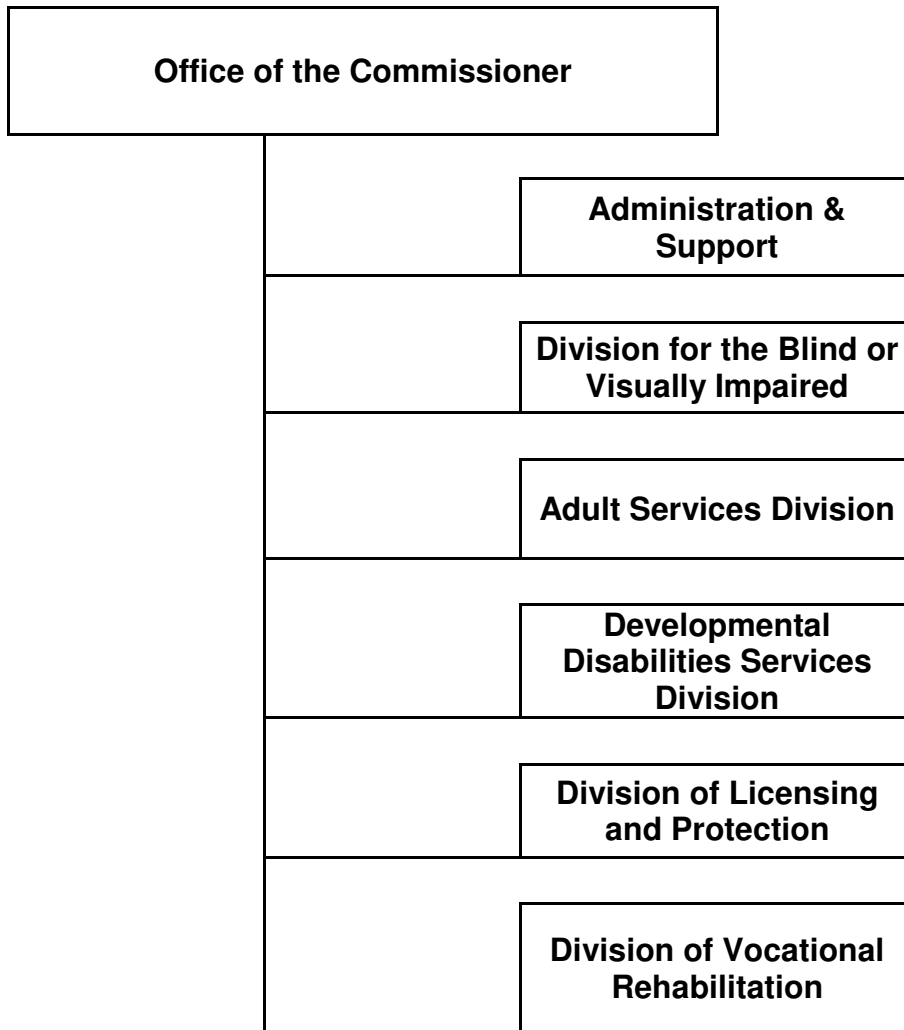 Office of the Commissioner
Administration &
Support
Division for the Blind or
Visually Impaired
Adult Services Division
Developmental
Disabilities Services
Division
Division of Licensing
and Protection
Division of Vocational
Rehabilitation